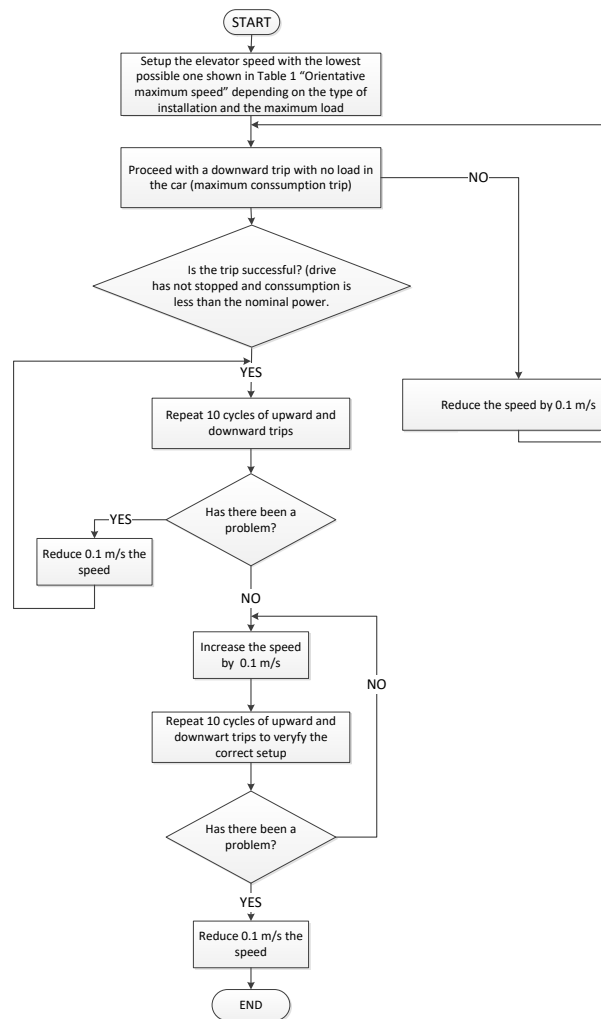 START
Setup the elevator speed with the lowest
possible one shown in Table 1 “Orientative
maximum speed” depending on the type of
installation and the maximum load
Proceed with a downward trip with no load in
the car (maximum conssumption trip)
NO
Is the trip successful? (drive
has not stopped and conssumption is
less than the nominal power.
YES
Reduce the speed by 0.1 m/s
Repeat 10 cycles of upward and
downward trips
Has there been a
problem?
YES
Reduce 0.1 m/s the
speed
NO
Increase the speed
by 0.1 m/s
NO
Repeat 10 cycles of upward and
downwart trips to veryfy the
correct setup
Has there been a
problem?
YES
Reduce 0.1 m/s the
speed
END